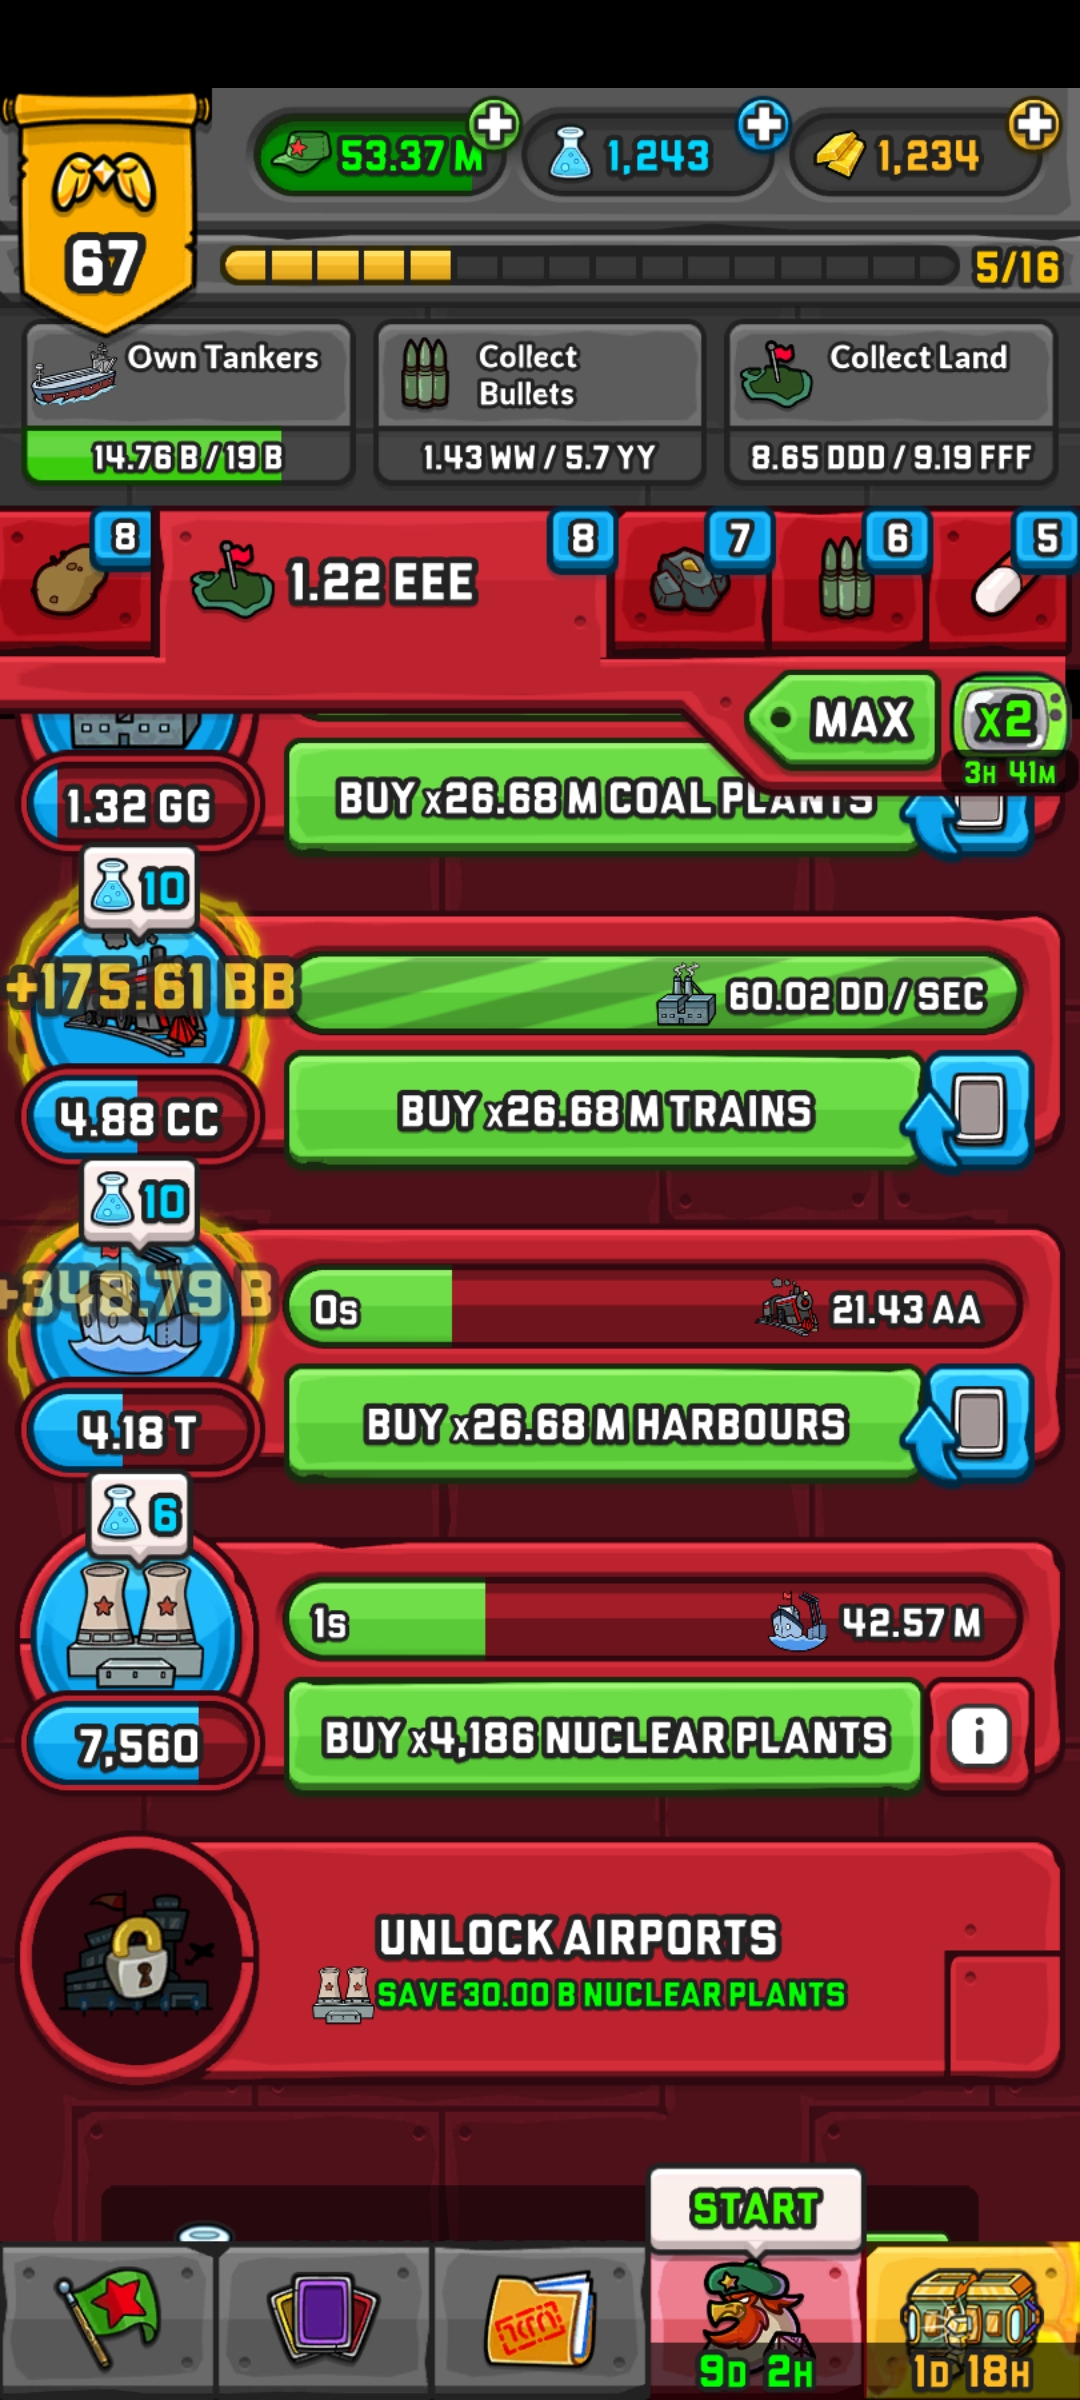 53.37 M
1,243
1,234
67
5/16
Own Tankers
14.76 B / 19 B
Collect
Bullets
1.43 WW / 5.7 YY
Collect Land
8.65 DDD / 9.19 FFF
8
1.22 EEE
8
7
6
5
MAX
x2
3H 41M
1.32 GG
BUY x26.68 M COAL PLANTS
10
+175.61 BB
60.02 DD / SEC
4.88 CC
BUY x26.68 M TRAINS
10
+348.79 B
0s
21.43 AA
4.18 T
BUY x26.68 M HARBOURS
6
1s
42.57 M
7,560
BUY x4,186 NUCLEAR PLANTS
i
UNLOCK AIRPORTS
SAVE 30.00 B NUCLEAR PLANTS
START
9D 2H
1D 18H